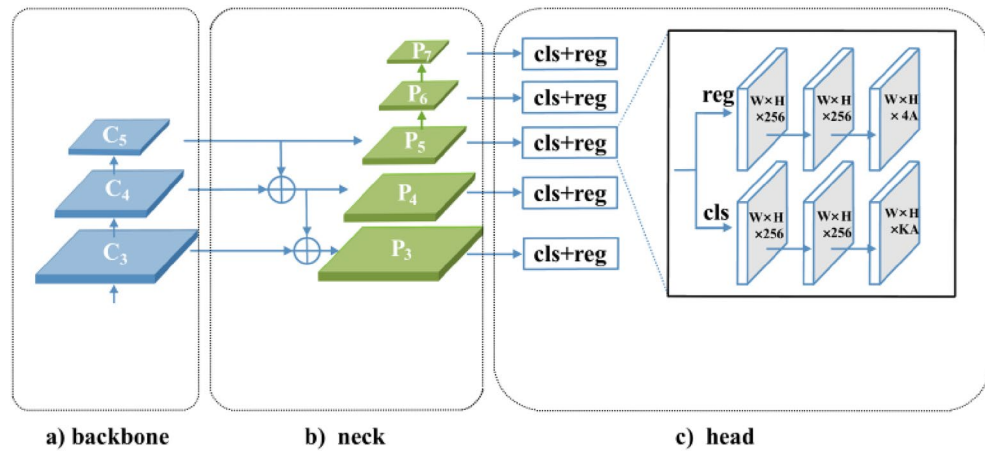 C5
C4
C3
P7
P6
P5
P4
P3
cls+reg
cls+reg
cls+reg
cls+reg
cls+reg
reg
W×H
×256
W×H
×256
W×H
× 4A
cls
W×H
×256
W×H
×256
W×H
×KA
a) backbone
b) neck
c) head